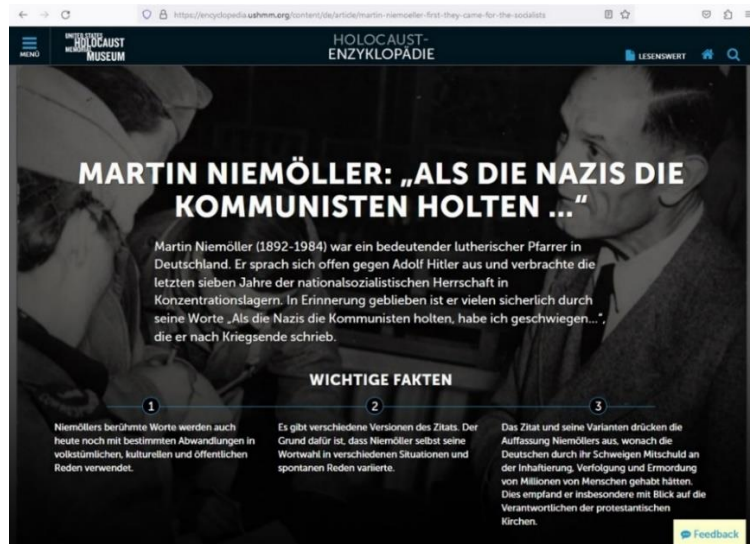 https://encyclopedia.ushmm.org/content/de/article/martin-niemoeller-first-they-came-for-the-socialists
MENÜ
UNITED STATES
HOLOCAUST
MEMORIAL
MUSEUM
HOLOCAUST-
ENZYKLOPÄDIE
LESENSWERT
MARTIN NIEMÖLLER: „ALS DIE NAZIS DIE
KOMMUNISTEN HOLTEN ...“
Martin Niemöller (1892-1984) war ein bedeutender lutherischer Pfarrer in
Deutschland. Er sprach sich offen gegen Adolf Hitler aus und verbrachte die
letzten sieben Jahre der nationalsozialistischen Herrschaft in
Konzentrationslagern. In Erinnerung geblieben ist er vielen sicherlich durch
seine Worte „Als die Nazis die Kommunisten holten, habe ich geschwiegen...“,
die er nach Kriegsende schrieb.
WICHTIGE FAKTEN
1
Niemöllers berühmte Worte werden auch
heute noch mit bestimmten Abwandlungen in
volkstümlichen, kulturellen und öffentlichen
Reden verwendet.
2
Es gibt verschiedene Versionen des Zitats. Der
Grund dafür ist, dass Niemöller selbst seine
Wortwahl in verschiedenen Situationen und
spontanen Reden variierte.
3
Das Zitat und seine Varianten drücken die
Auffassung Niemöllers aus, wonach die
Deutschen durch ihr Schweigen Mitschuld an
der Inhaftierung, Verfolgung und Ermordung
von Millionen von Menschen gehabt hätten.
Dies empfand er insbesondere mit Blick auf die
Verantwortlichen der protestantischen
Kirchen.
Feedback